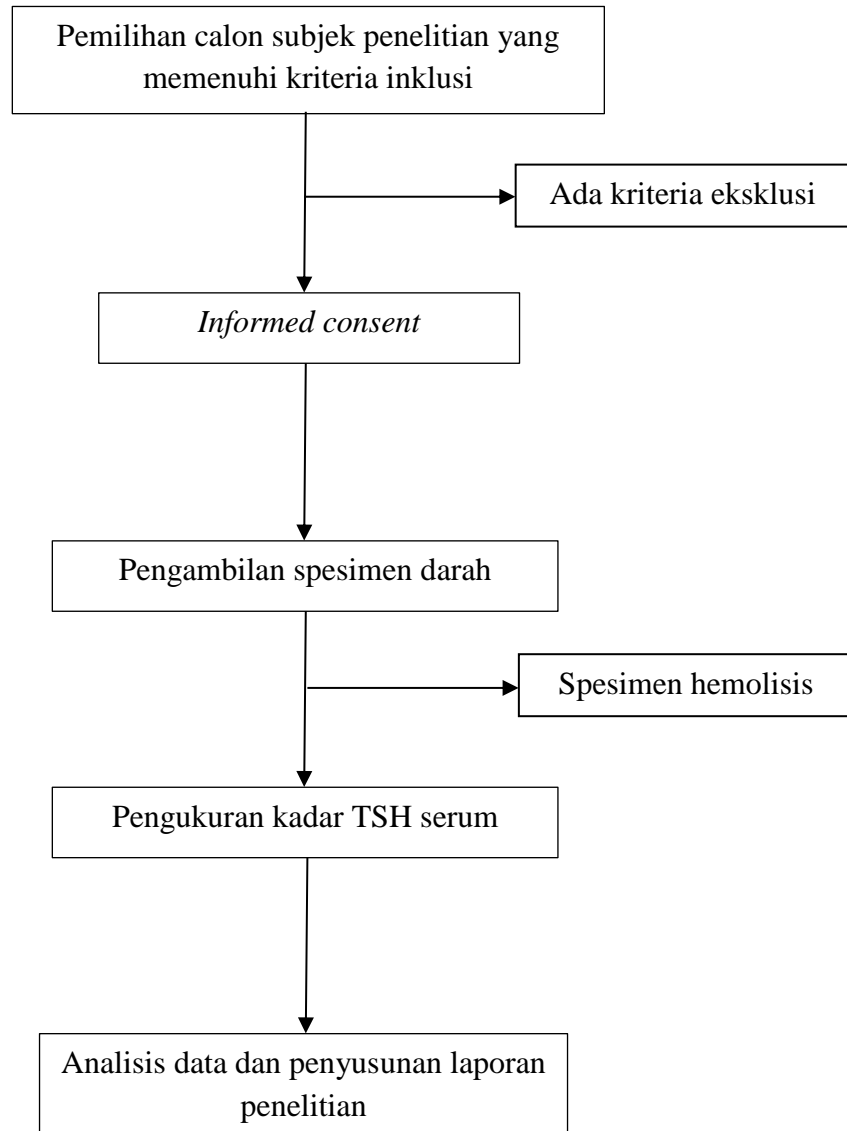 Pemilihan calon subjek penelitian yang
memenuhi kriteria inklusi
Ada kriteria eksklusi
Informed consent
Pengambilan spesimen darah
Spesimen hemolisis
Pengukuran kadar TSH serum
Analisis data dan penyusunan laporan
penelitian